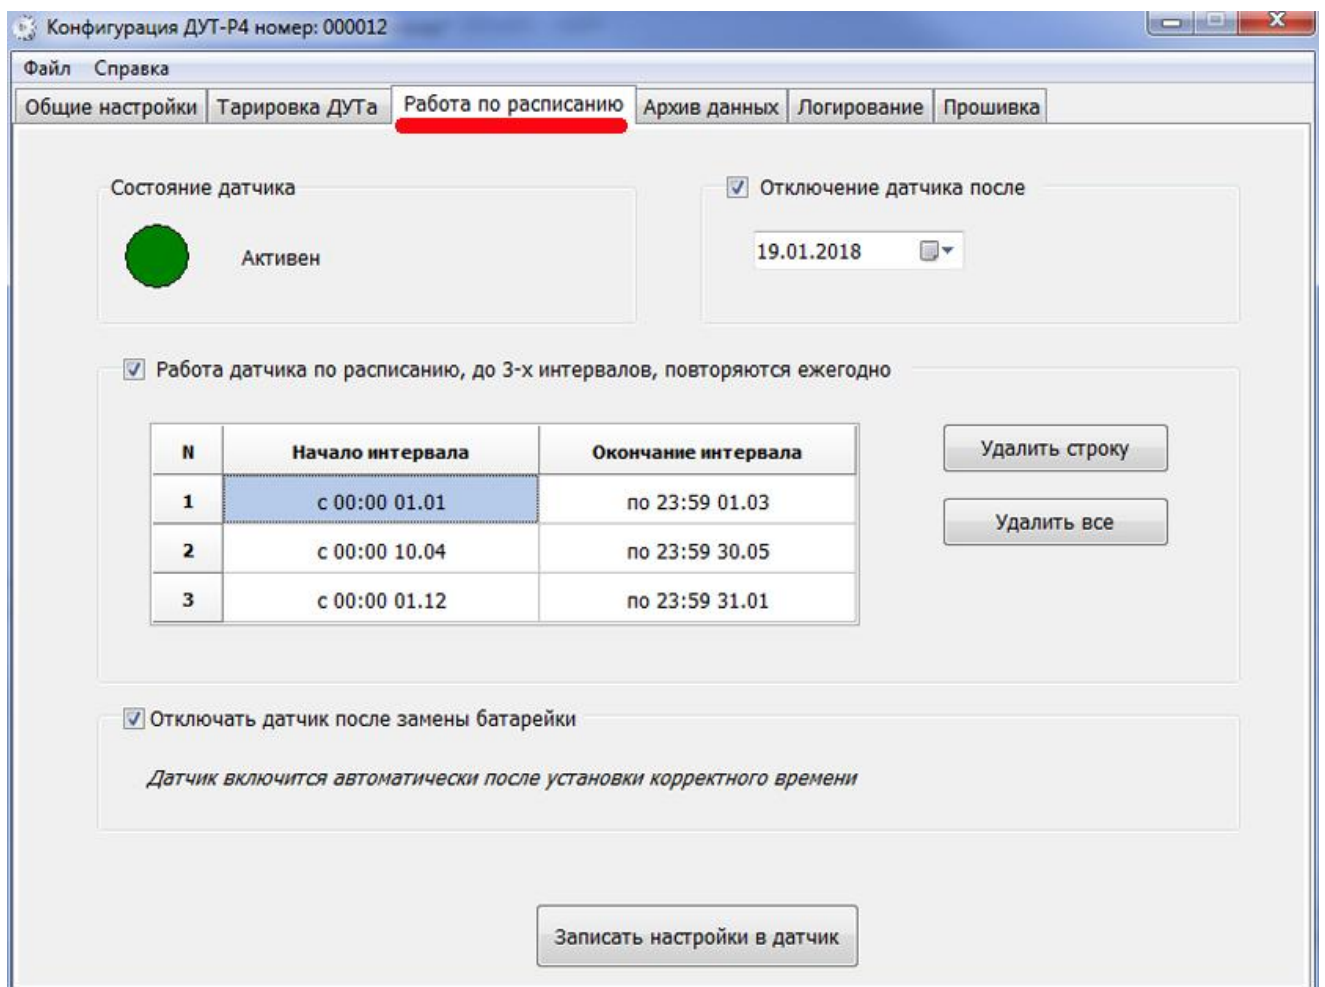 Конфигурация ДУТ-Р4 номер: 000012
Файл Справка
Общие настройки Тарировка ДУТа Работа по расписанию Архив данных Логирование Прошивка
Состояние датчика
Активен
Отключение датчика после
19.01.2018
Работа датчика по расписанию, до 3-х интервалов, повторяются ежегодно
N Начало интервала Окончание интервала
1 с 00:00 01.01 по 23:59 01.03
2 с 00:00 10.04 по 23:59 30.05
3 с 00:00 01.12 по 23:59 31.01
Удалить строку
Удалить все
Отключать датчик после замены батарейки
Датчик включится автоматически после установки корректного времени
Записать настройки в датчик